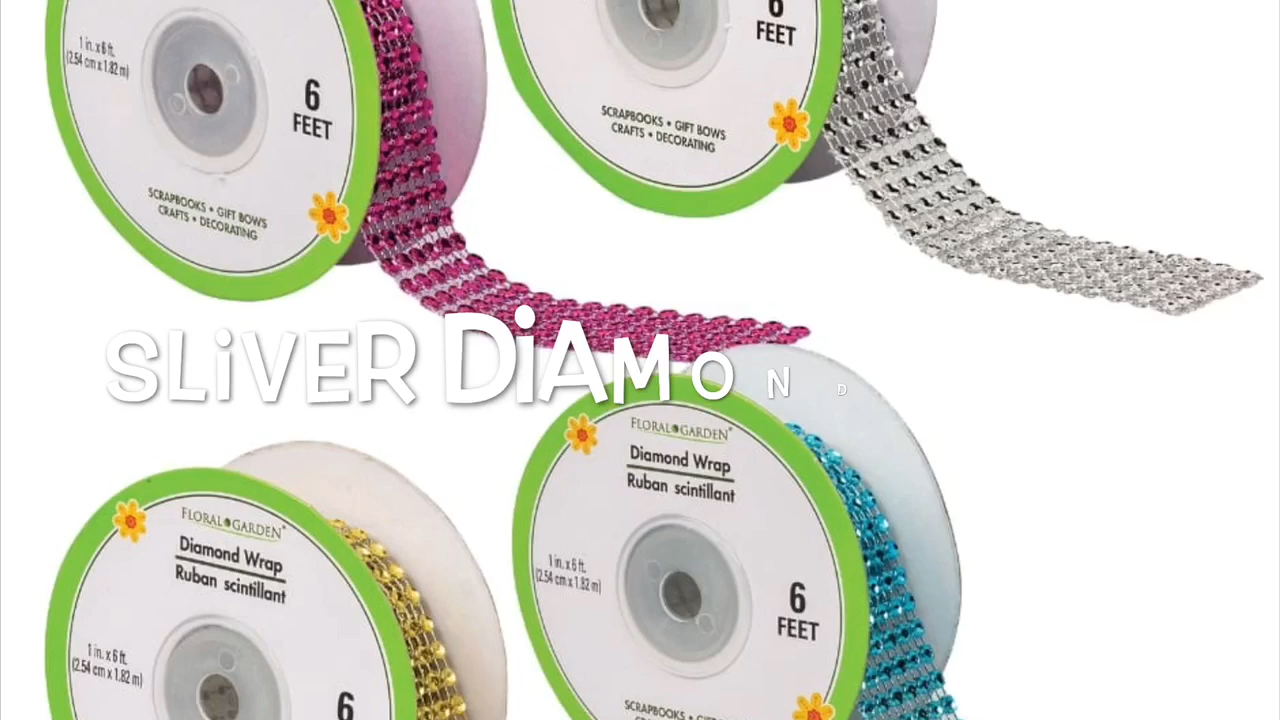 1 in. x 6 ft.
(2.54 cm x 1.82 m)
6
FEET
SCRAPBOOKS • GIFT BOWS
CRAFTS • DECORATING
6
FEET
SCRAPBOOKS • GIFT BOWS
CRAFTS • DECORATING
SLiVER DiAMOND
FLORAL GARDEN®
Diamond Wrap
Ruban scintillant
1 in. x 6 ft.
(2.54 cm x 1.82 m)
6
FLORAL GARDEN®
Diamond Wrap
Ruban scintillant
1 in. x 6 ft.
(2.54 cm x 1.82 m)
6
FEET
SCRAPBOOKS • GIFT BOWS